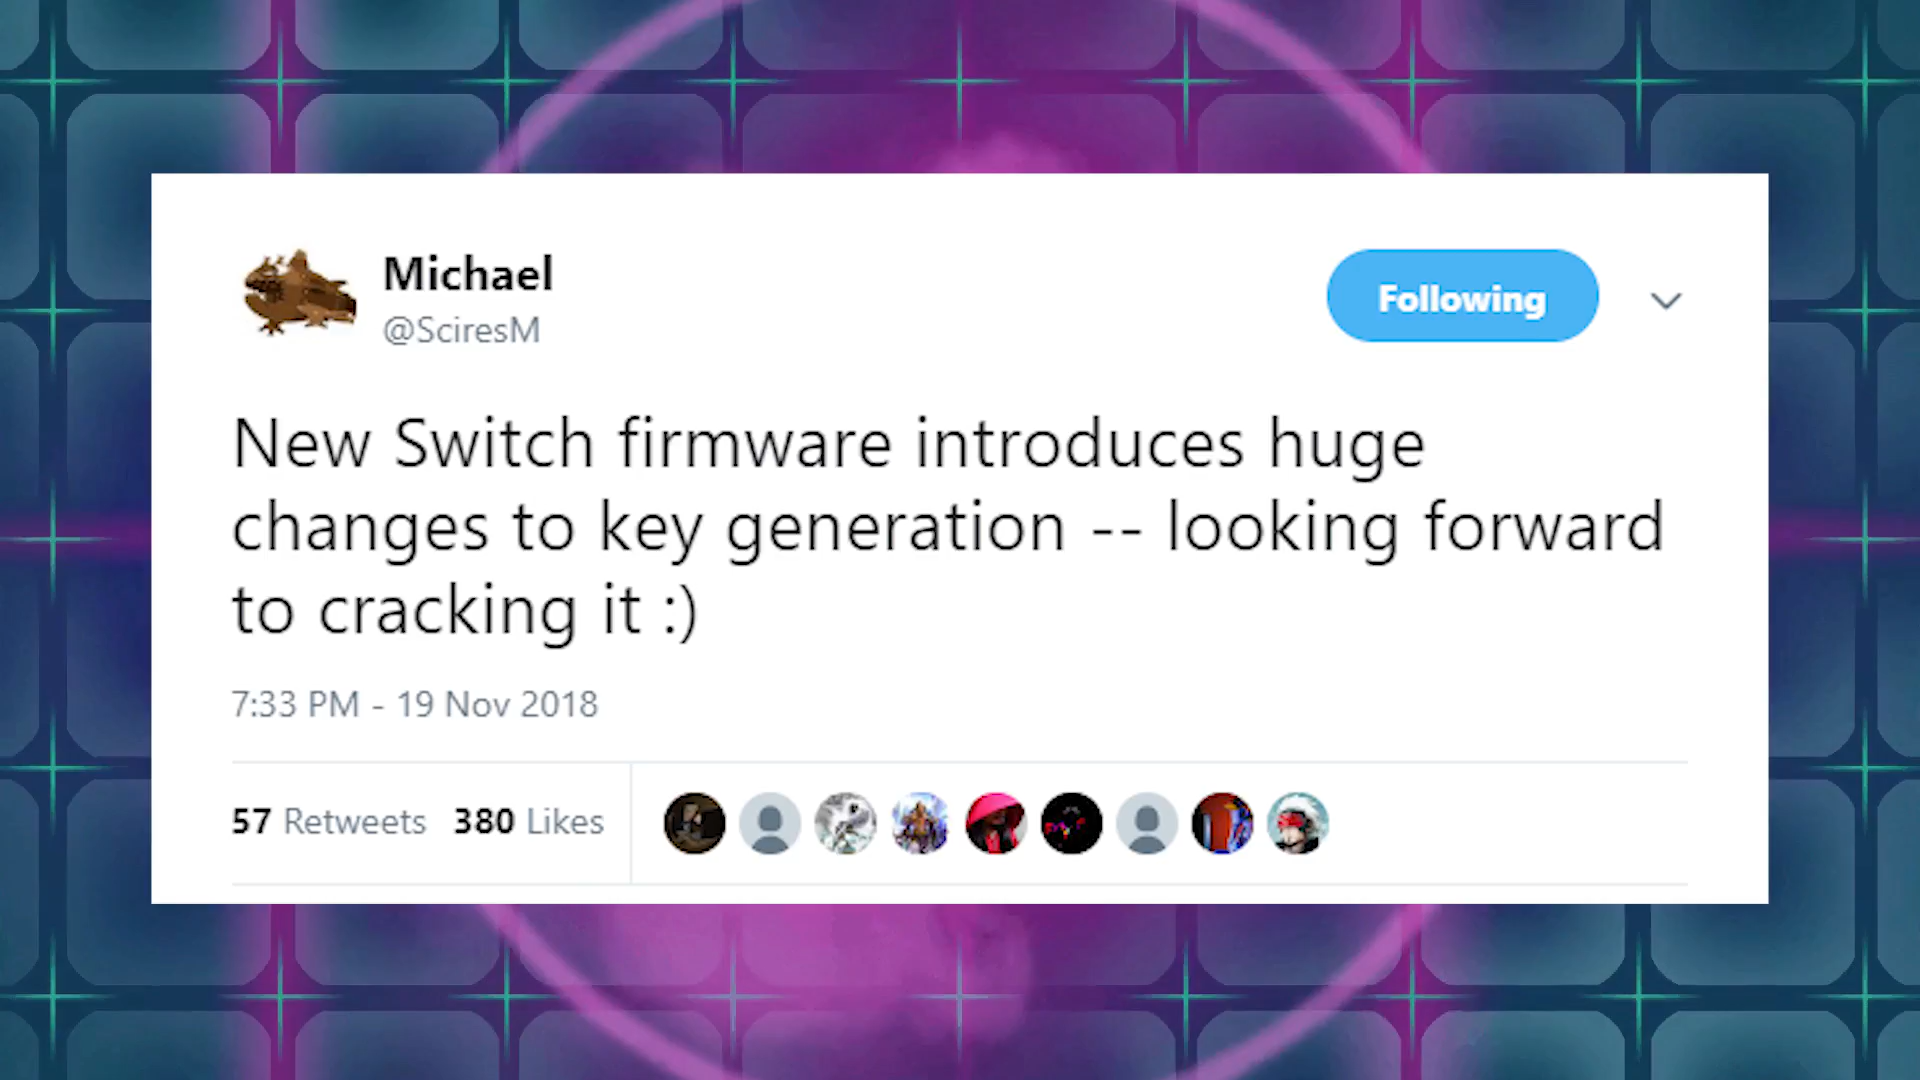 Michael
@SciresM
Following
New Switch firmware introduces huge
changes to key generation -- looking forward
to cracking it :)
7:33 PM - 19 Nov 2018
57 Retweets 380 Likes